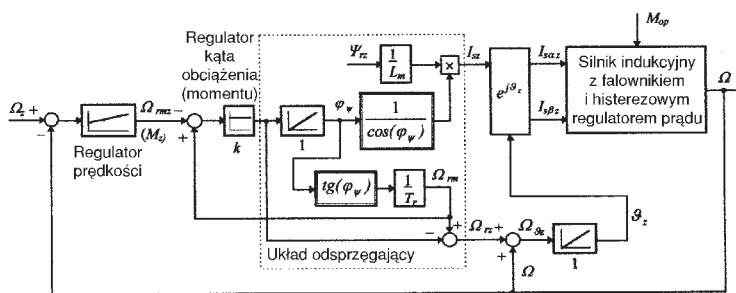 Regulator
kąta
obciążenia
(momentu)
Ψrz
1
Lm
×
Isz
Mop
Isαz
Isβz
e^jϑz
Silnik indukcyjny
z falownikiem
i histerezowym
regulatorem prądu
Ω
Ωz +
−
Regulator
prędkości
Ωrmz −
(Mz)
+
k
1
φψ
1
cos(φψ)
tg(φψ)
1
Tr
Ωrm
−
+
Układ odsprzęgający
Ωrz +
+
Ω
Ωϑz
1
ϑz